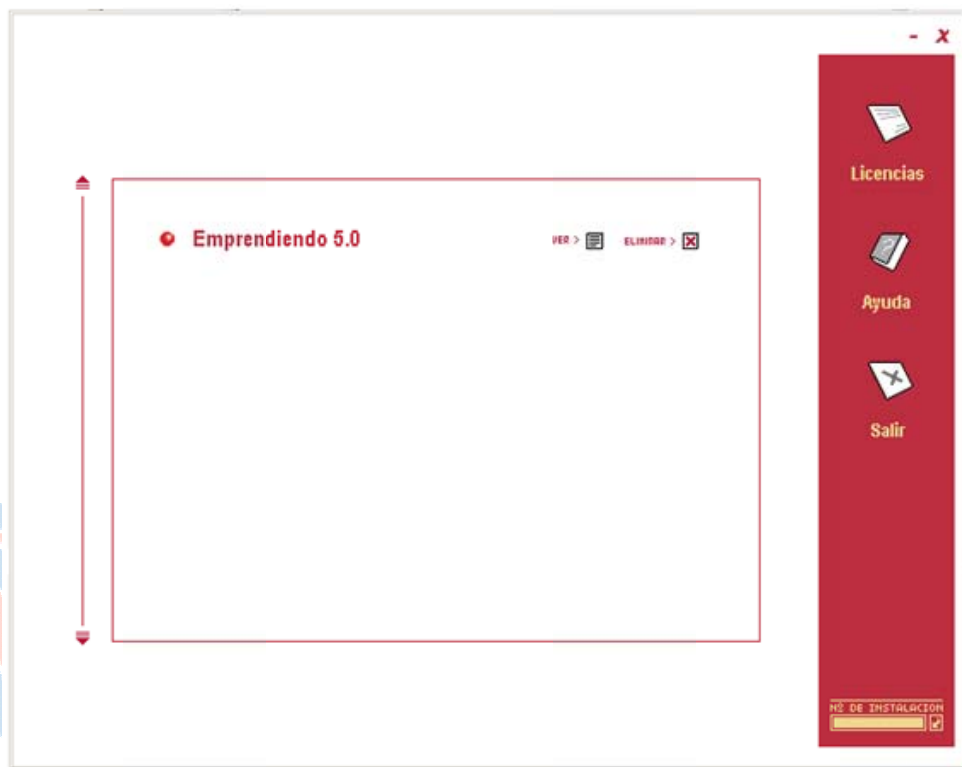 - X
Licencias
Emprendiendo 5.0 VER > ELIMINAR >
Ayuda
Salir
Nº DE INSTALACION